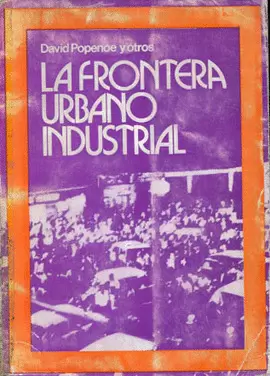 David Popenoe y otros
LA FRONTERA
URBANO
INDUSTRIAL